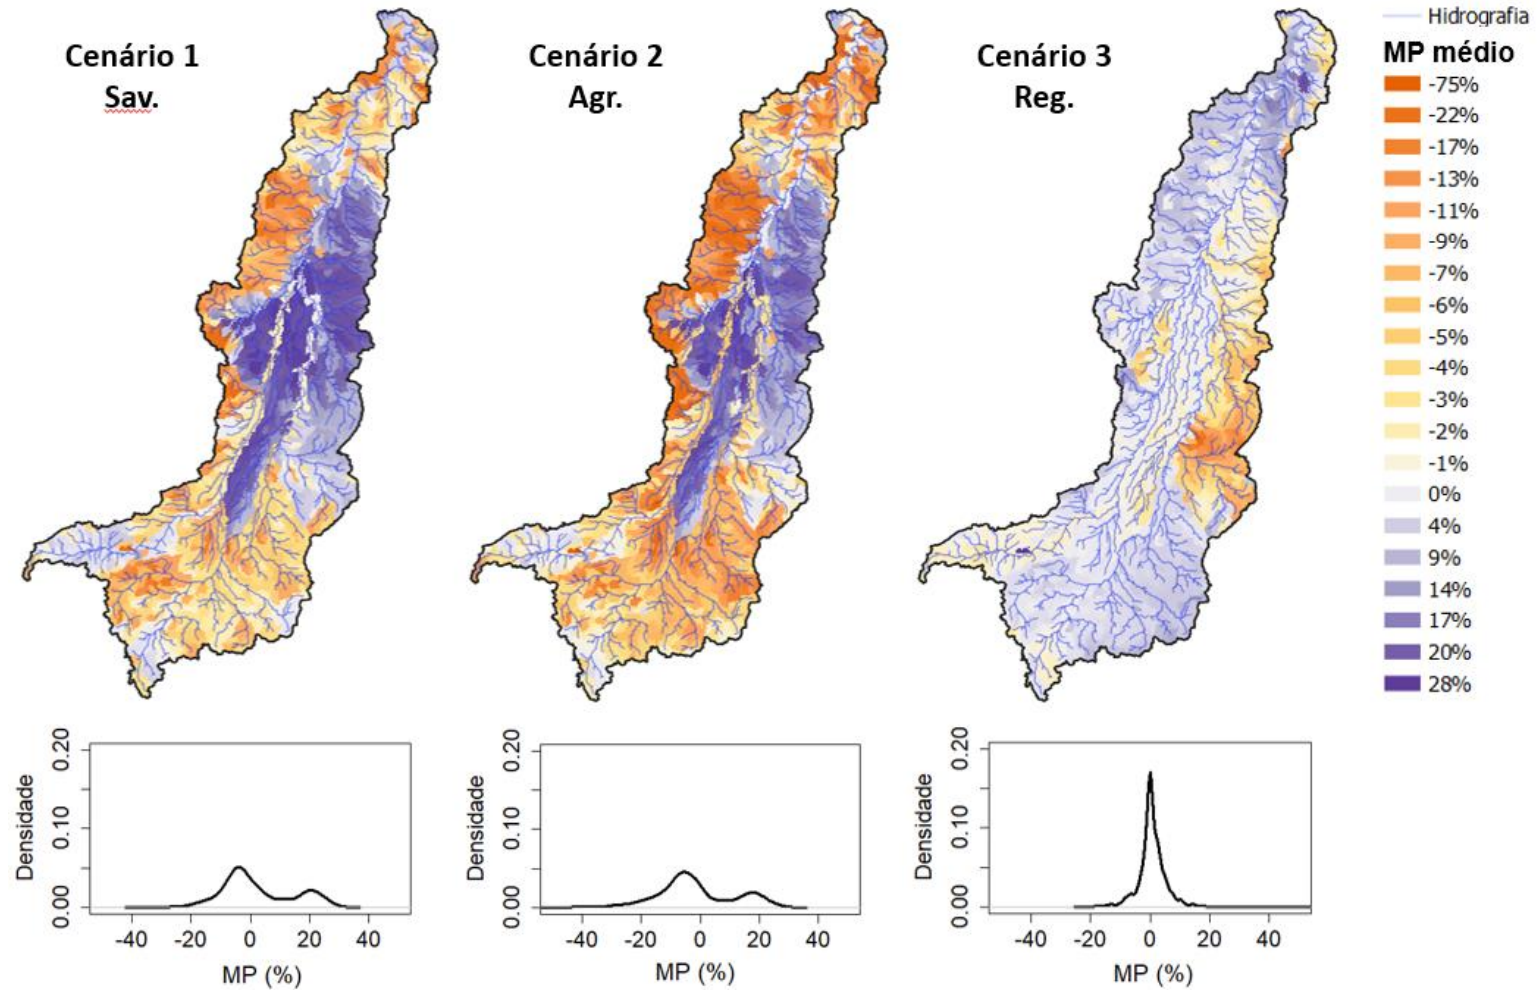 Cenário 1
Sav.
Cenário 2
Agr.
Cenário 3
Reg.
Hidrografia
MP médio
-75%
-22%
-17%
-13%
-11%
-9%
-7%
-6%
-5%
-4%
-3%
-2%
-1%
0%
4%
9%
14%
17%
20%
28%
Densidade
0.20
0.10
0.00
-40 -20 0 20 40
MP (%)
Densidade
0.20
0.10
0.00
-40 -20 0 20 40
MP (%)
Densidade
0.20
0.10
0.00
-40 -20 0 20 40
MP (%)